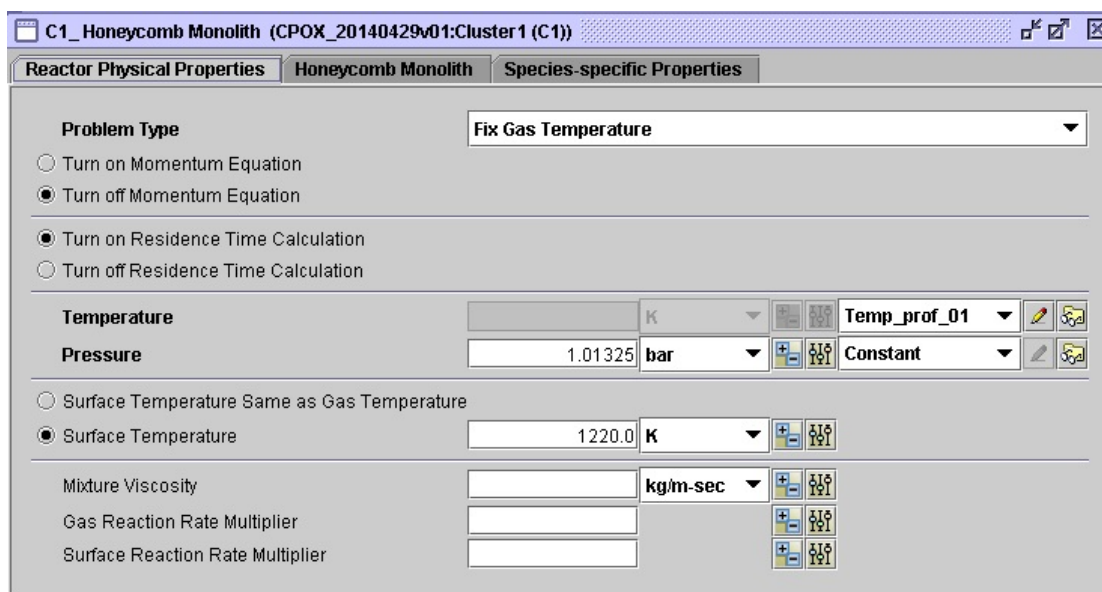 C1_ Honeycomb Monolith (CPOX_20140429v01:Cluster1 (C1))
Reactor Physical Properties Honeycomb Monolith Species-specific Properties
Problem Type Fix Gas Temperature
Turn on Momentum Equation
Turn off Momentum Equation
Turn on Residence Time Calculation
Turn off Residence Time Calculation
Temperature K Temp_prof_01
Pressure 1.01325 bar Constant
Surface Temperature Same as Gas Temperature
Surface Temperature 1220.0 K
Mixture Viscosity kg/m-sec
Gas Reaction Rate Multiplier
Surface Reaction Rate Multiplier